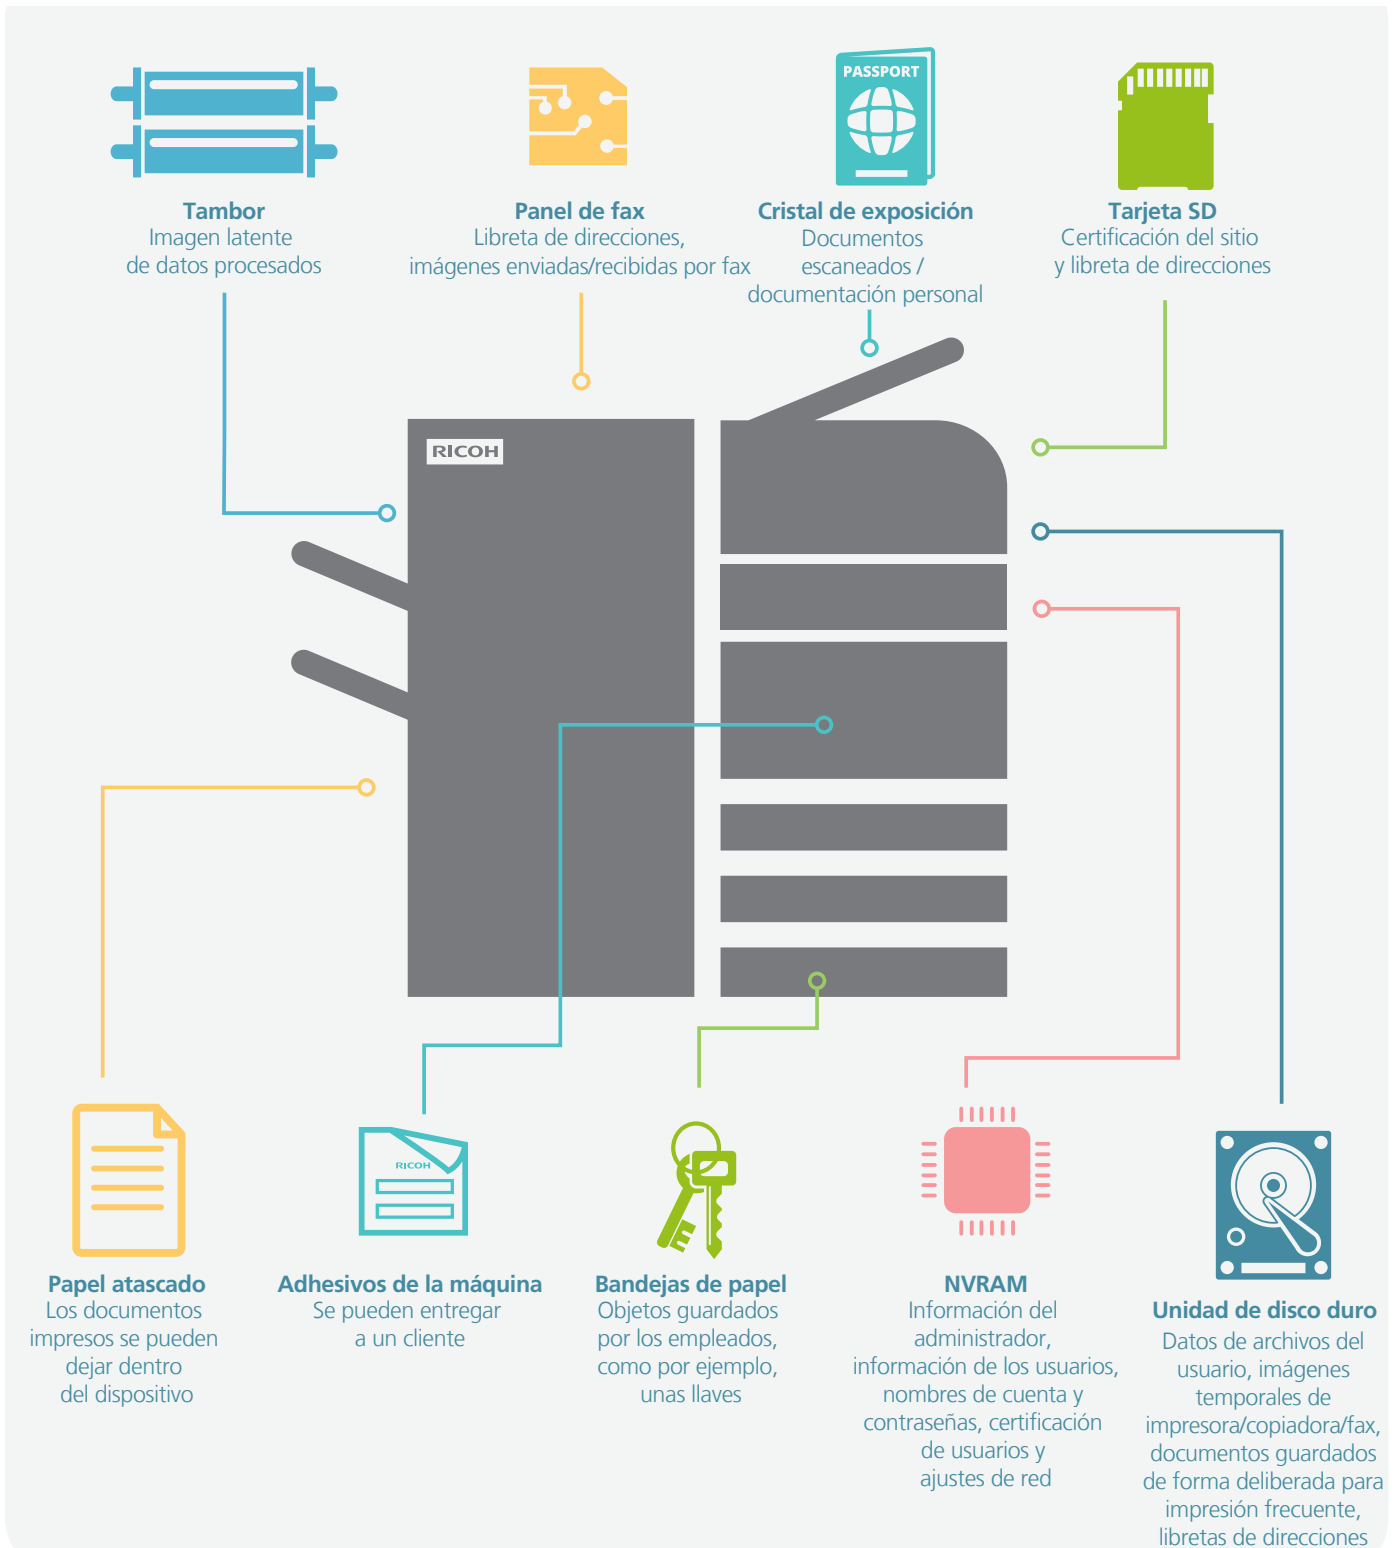 PASSPORT
Tambor
Imagen latente
de datos procesados
Panel de fax
Libreta de direcciones,
imágenes enviadas/recibidas por fax
Cristal de exposición
Documentos
escaneados /
documentación personal
Tarjeta SD
Certificación del sitio
y libreta de direcciones
RICOH
RICOH
Papel atascado
Los documentos
impresos se pueden
dejar dentro
del dispositivo
Adhesivos de la máquina
Se pueden entregar
a un cliente
Bandejas de papel
Objetos guardados
por los empleados,
como por ejemplo,
unas llaves
NVRAM
Información del
administrador,
información de los usuarios,
nombres de cuenta y
contraseñas, certificación
de usuarios y
ajustes de red
Unidad de disco duro
Datos de archivos del
usuario, imágenes
temporales de
impresora/copiadora/fax,
documentos guardados
de forma deliberada para
impresión frecuente,
libretas de direcciones